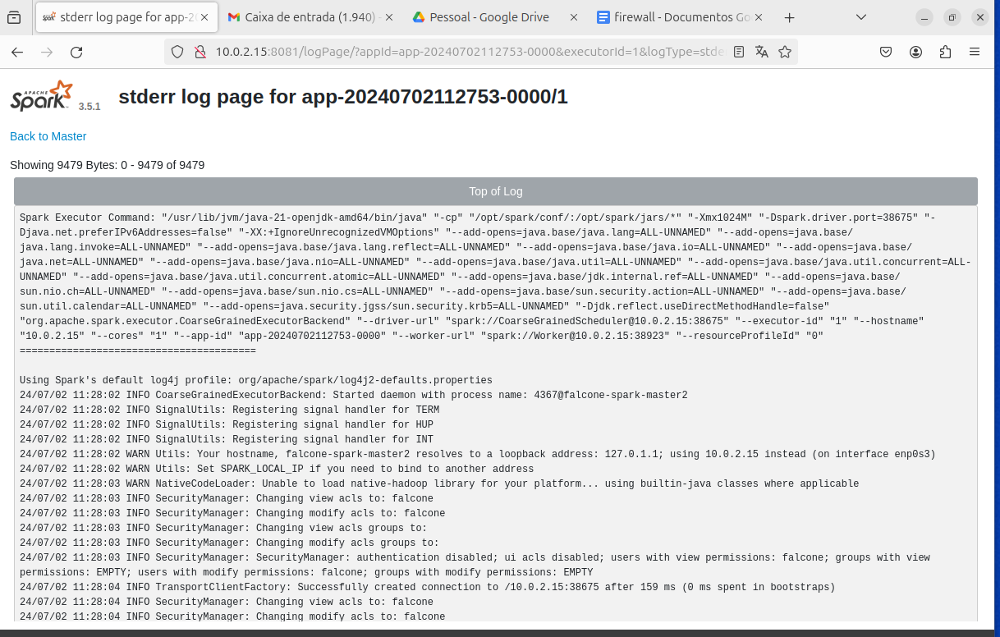 stderr log page for app-20
Caixa de entrada (1.940) -
Pessoal - Google Drive
firewall - Documentos Go
10.0.2.15:8081/logPage/?appId=app-20240702112753-0000&executorId=1&logType=stde
APACHE
Spark 3.5.1
stderr log page for app-20240702112753-0000/1
Back to Master
Showing 9479 Bytes: 0 - 9479 of 9479
Top of Log
Spark Executor Command: "/usr/lib/jvm/java-21-openjdk-amd64/bin/java" "-cp" "/opt/spark/conf/:/opt/spark/jars/*" "-Xmx1024M" "-Dspark.driver.port=38675" "-
Djava.net.preferIPv6Addresses=false" "-XX:+IgnoreUnrecognizedVMOptions" "--add-opens=java.base/java.lang=ALL-UNNAMED" "--add-opens=java.base/
java.lang.invoke=ALL-UNNAMED" "--add-opens=java.base/java.lang.reflect=ALL-UNNAMED" "--add-opens=java.base/java.io=ALL-UNNAMED" "--add-opens=java.base/
java.net=ALL-UNNAMED" "--add-opens=java.base/java.nio=ALL-UNNAMED" "--add-opens=java.base/java.util=ALL-UNNAMED" "--add-opens=java.base/java.util.concurrent=ALL-
UNNAMED" "--add-opens=java.base/java.util.concurrent.atomic=ALL-UNNAMED" "--add-opens=java.base/jdk.internal.ref=ALL-UNNAMED" "--add-opens=java.base/
sun.nio.ch=ALL-UNNAMED" "--add-opens=java.base/sun.nio.cs=ALL-UNNAMED" "--add-opens=java.base/sun.security.action=ALL-UNNAMED" "--add-opens=java.base/
sun.util.calendar=ALL-UNNAMED" "--add-opens=java.security.jgss/sun.security.krb5=ALL-UNNAMED" "-Djdk.reflect.useDirectMethodHandle=false"
"org.apache.spark.executor.CoarseGrainedExecutorBackend" "--driver-url" "spark://CoarseGrainedScheduler@10.0.2.15:38675" "--executor-id" "1" "--hostname"
"10.0.2.15" "--cores" "1" "--app-id" "app-20240702112753-0000" "--worker-url" "spark://Worker@10.0.2.15:38923" "--resourceProfileId" "0"
========================================
Using Spark's default log4j profile: org/apache/spark/log4j2-defaults.properties
24/07/02 11:28:02 INFO CoarseGrainedExecutorBackend: Started daemon with process name: 4367@falcone-spark-master2
24/07/02 11:28:02 INFO SignalUtils: Registering signal handler for TERM
24/07/02 11:28:02 INFO SignalUtils: Registering signal handler for HUP
24/07/02 11:28:02 INFO SignalUtils: Registering signal handler for INT
24/07/02 11:28:02 WARN Utils: Your hostname, falcone-spark-master2 resolves to a loopback address: 127.0.1.1; using 10.0.2.15 instead (on interface enp0s3)
24/07/02 11:28:02 WARN Utils: Set SPARK_LOCAL_IP if you need to bind to another address
24/07/02 11:28:03 WARN NativeCodeLoader: Unable to load native-hadoop library for your platform... using builtin-java classes where applicable
24/07/02 11:28:03 INFO SecurityManager: Changing view acls to: falcone
24/07/02 11:28:03 INFO SecurityManager: Changing modify acls to: falcone
24/07/02 11:28:03 INFO SecurityManager: Changing view acls groups to:
24/07/02 11:28:03 INFO SecurityManager: Changing modify acls groups to:
24/07/02 11:28:03 INFO SecurityManager: SecurityManager: authentication disabled; ui acls disabled; users with view permissions: falcone; groups with view
permissions: EMPTY; users with modify permissions: falcone; groups with modify permissions: EMPTY
24/07/02 11:28:04 INFO TransportClientFactory: Successfully created connection to /10.0.2.15:38675 after 159 ms (0 ms spent in bootstraps)
24/07/02 11:28:04 INFO SecurityManager: Changing view acls to: falcone
24/07/02 11:28:04 INFO SecurityManager: Changing modify acls to: falcone